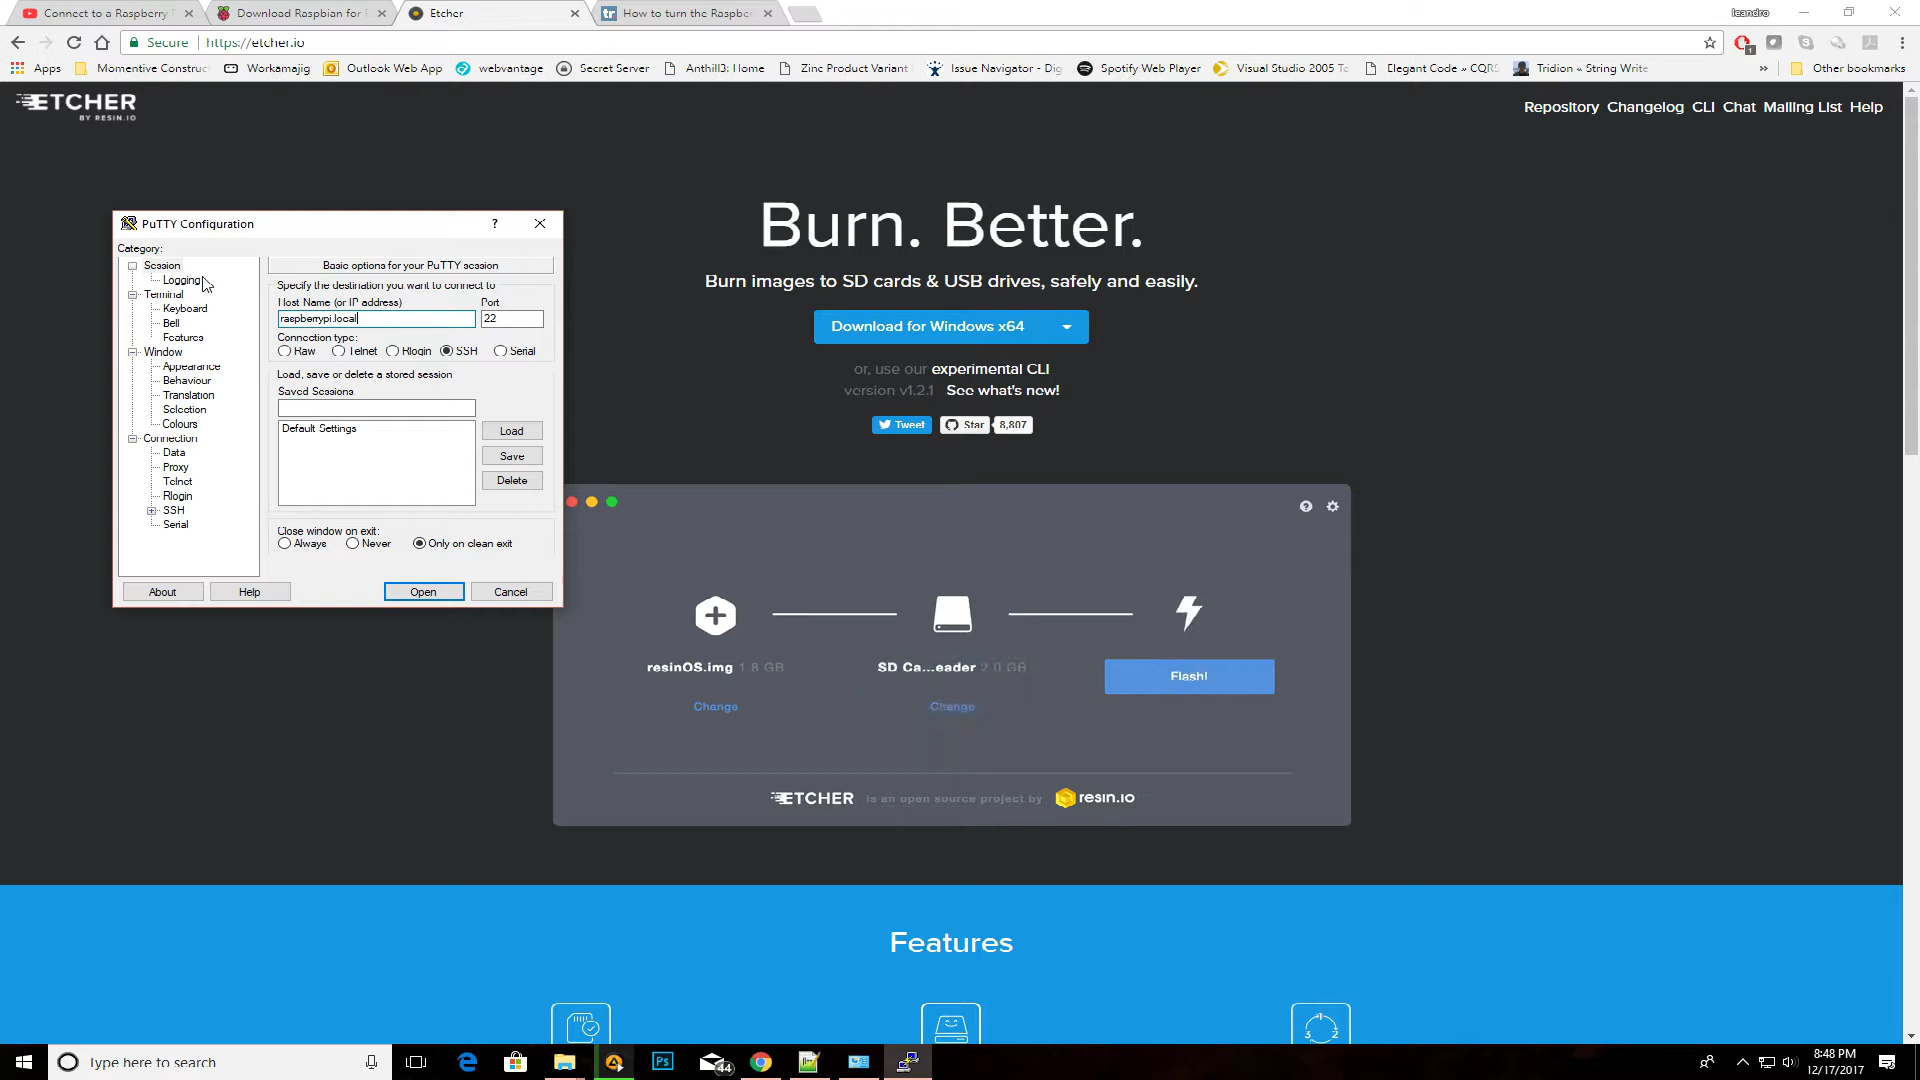 Connect to a Raspberry
Download Raspbian for
Etcher
How to turn the Raspbe
leandro
Secure
https://etcher.io
Apps
Momentive Construc
Workamajig
Outlook Web App
webvantage
Secret Server
Anthill3: Home
Zinc Product Variant
Issue Navigator - Dig
Spotify Web Player
Visual Studio 2005 To
Elegant Code » CQRS
Tridion « String Write
Other bookmarks
ETCHER
BY RESIN.IO
Repository
Changelog
CLI
Chat
Mailing List
Help
Burn. Better.
Burn images to SD cards & USB drives, safely and easily.
Download for Windows x64
or, use our experimental CLI
version v1.2.1 See what's new!
Tweet
Star
8,807
PuTTY Configuration
?
Category:
Session
Logging
Terminal
Keyboard
Bell
Features
Window
Appearance
Behaviour
Translation
Selection
Colours
Connection
Data
Proxy
Telnet
Rlogin
SSH
Serial
Basic options for your PuTTY session
Specify the destination you want to connect to
Host Name (or IP address)
Port
raspberrypi.local
22
Connection type:
Raw
Telnet
Rlogin
SSH
Serial
Load, save or delete a stored session
Saved Sessions
Default Settings
Load
Save
Delete
Close window on exit:
Always
Never
Only on clean exit
About
Help
Open
Cancel
resinOS.img 1.8 GB
Change
SD Ca...eader 2.0 GB
Change
Flash!
ETCHER is an open source project by resin.io
Features
Type here to search
Ps
44
8:48 PM
12/17/2017